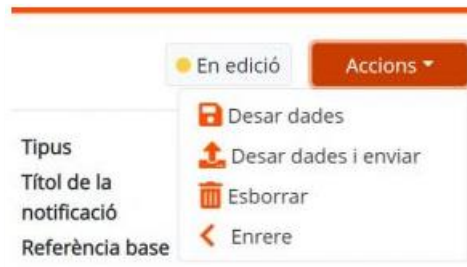 En edició
Accions
Desar dades
Desar dades i enviar
Esborrar
Enrere
Tipus
Títol de la
notificació
Referència base